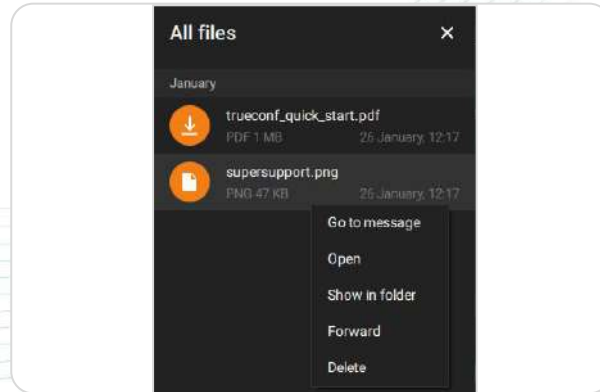 All files
January
trueconf_quick_start.pdf
PDF 1 MB 26 January, 12:17
supersupport.png
PNG 47 KB 26 January, 12:17
Go to message
Open
Show in folder
Forward
Delete